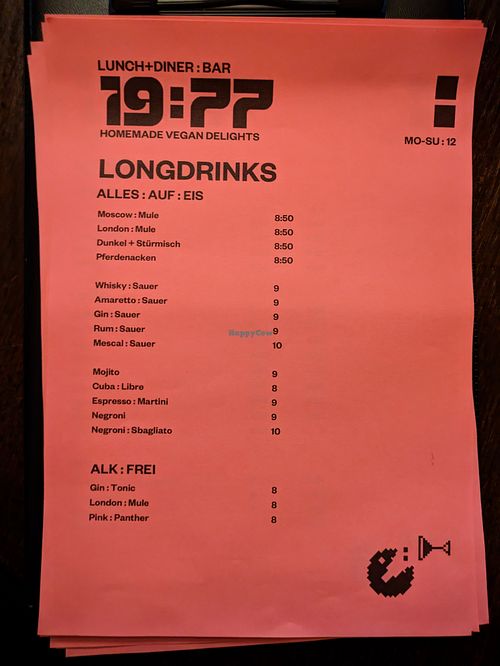 LUNCH+DINER : BAR
19:77
HOMEMADE VEGAN DELIGHTS
MO-SU : 12
LONGDRINKS
ALLES : AUF : EIS
Moscow : Mule 8:50
London : Mule 8:50
Dunkel + Stürmisch 8:50
Pferdenacken 8:50
Whisky : Sauer 9
Amaretto : Sauer 9
Gin : Sauer 9
Rum : Sauer 9
HappyCow
Mescal : Sauer 10
Mojito 9
Cuba : Libre 8
Espresso : Martini 9
Negroni 9
Negroni : Sbagliato 10
ALK : FREI
Gin : Tonic 8
London : Mule 8
Pink : Panther 8